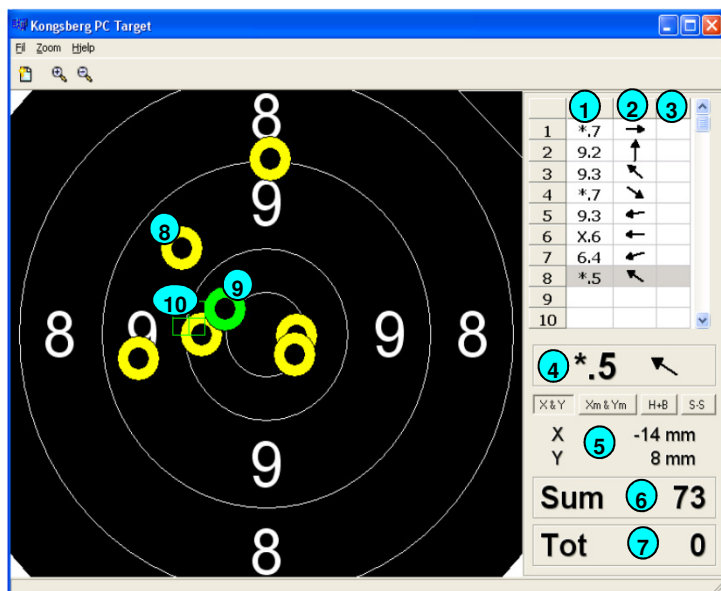 Kongsberg PC Target
Fil Zoom Hjelp
8
9
8 9 9 8
9
8
8
9
10
1 2 3
1 *.7
2 9.2
3 9.3
4 *.7
5 9.3
6 X.6
7 6.4
8 *.5
9
10
4 *.5
X & Y Xm & Ym H+B S-S
X -14 mm
5
Y 8 mm
Sum 6 73
Tot 7 0